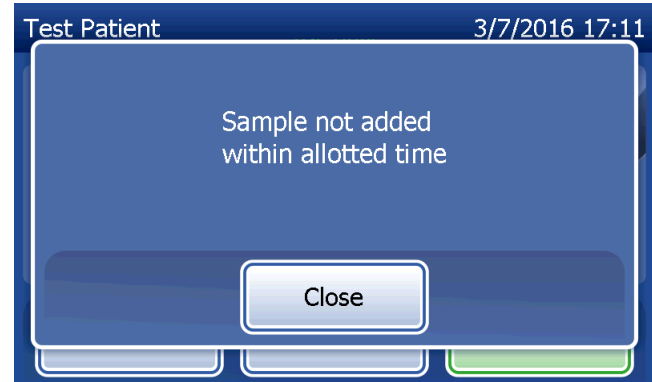 Test Patient 3/7/2016 17:11
Sample not added
within allotted time
Close